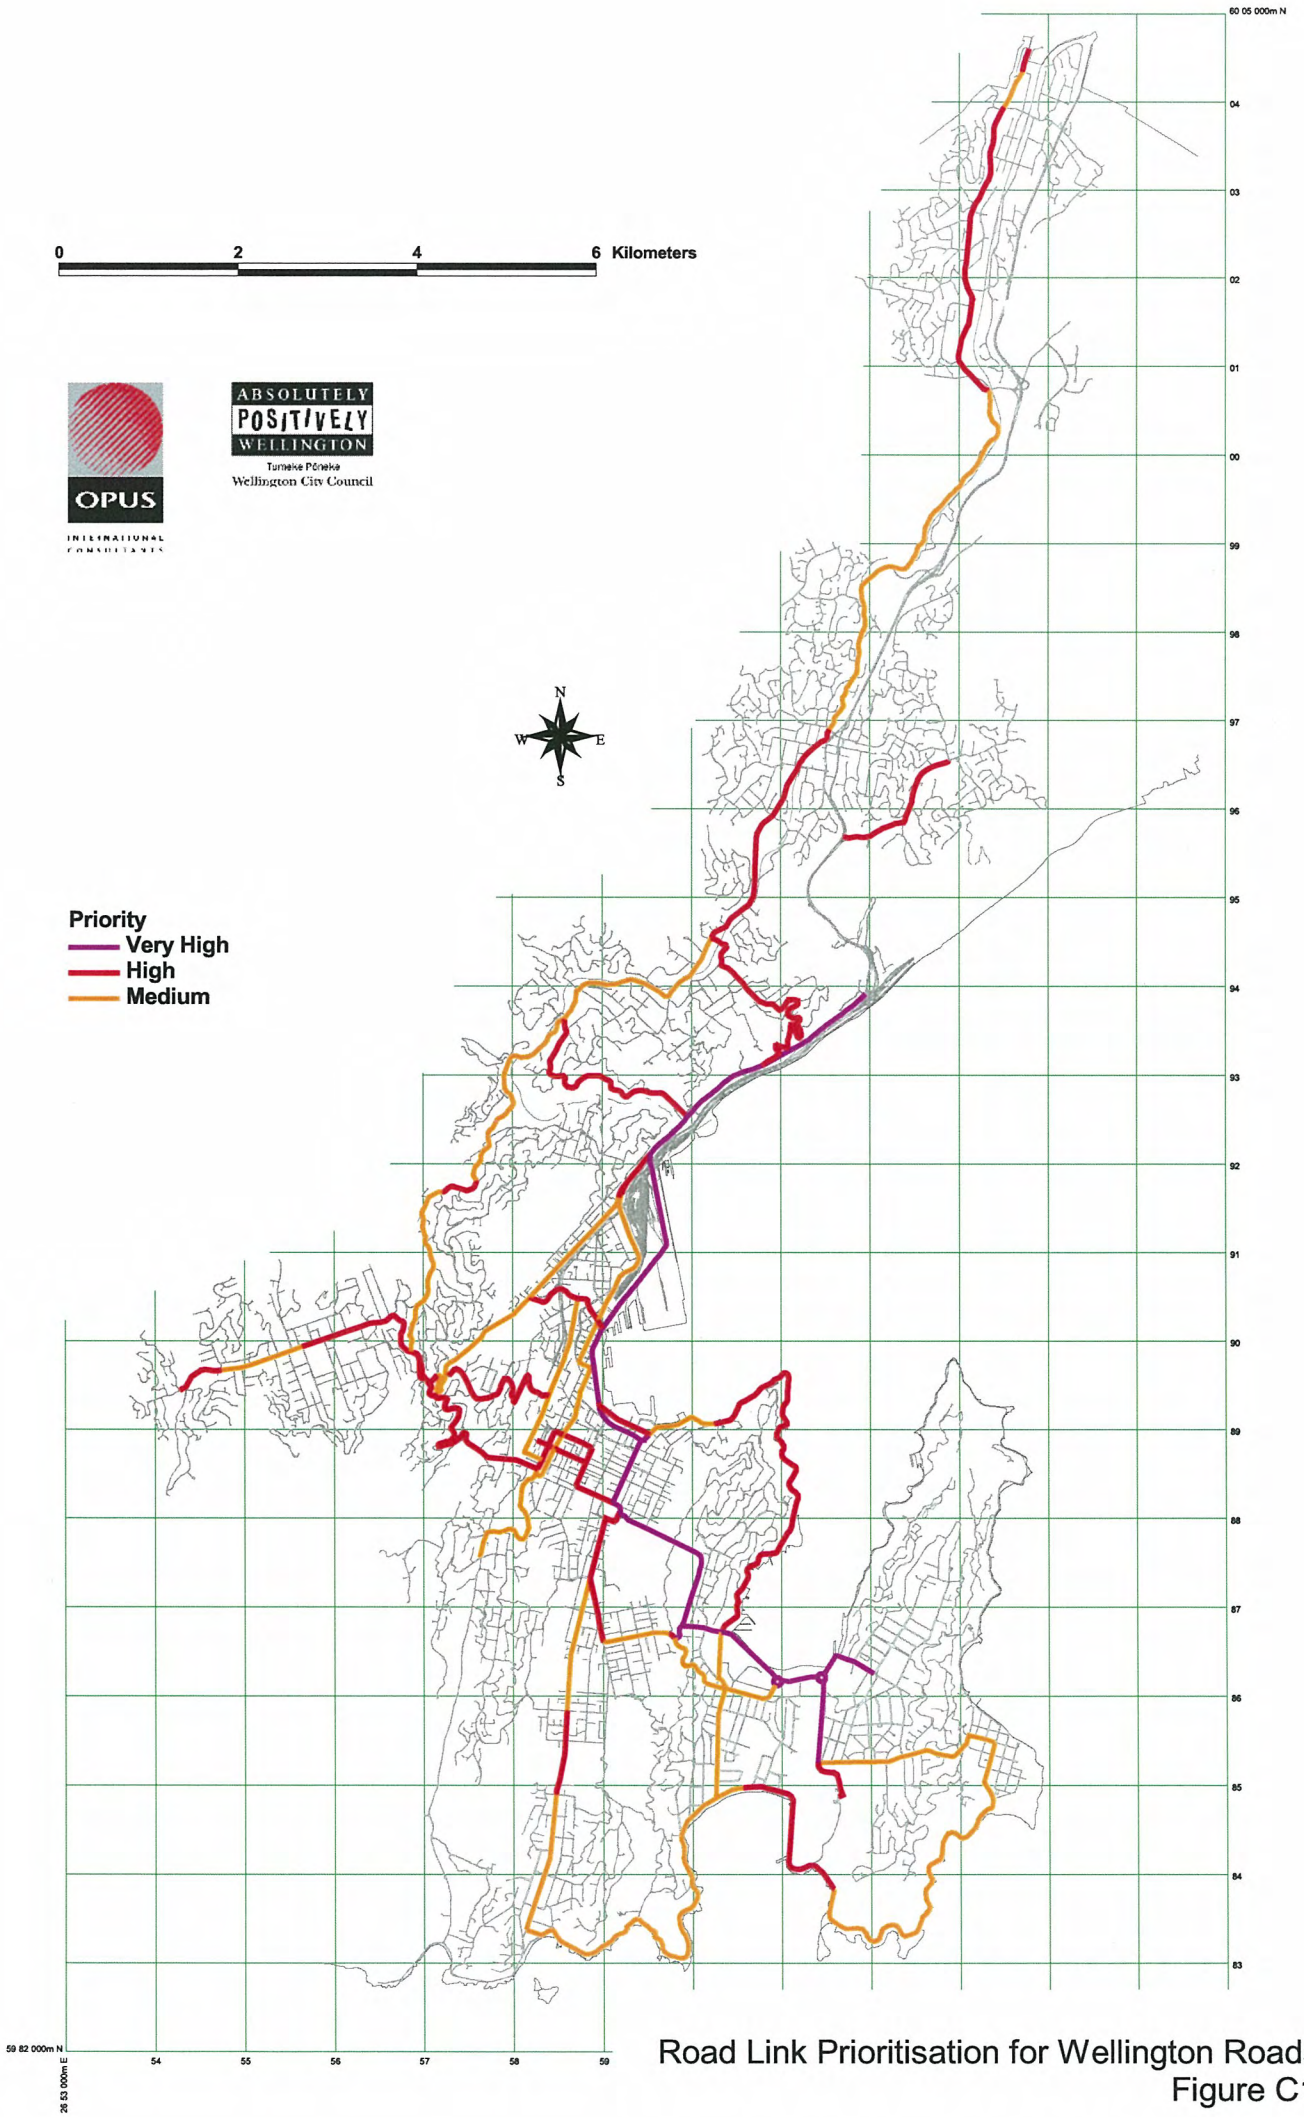 60 05 000m N
04
03
0 2 4 6 Kilometers
02
01
ABSOLUTELY
POSITIVELY
WELLINGTON
Tumeke Pōneke
Wellington City Council
OPUS
INTERNATIONAL
CONSULTANTS
00
99
98
N
W E
S
97
96
95
Priority
Very High
High
Medium
94
93
92
91
90
89
88
87
86
85
84
83
59 82 000m N
26 53 000m E
54 55 56 57 58 59
Road Link Prioritisation for Wellington Road
Figure C